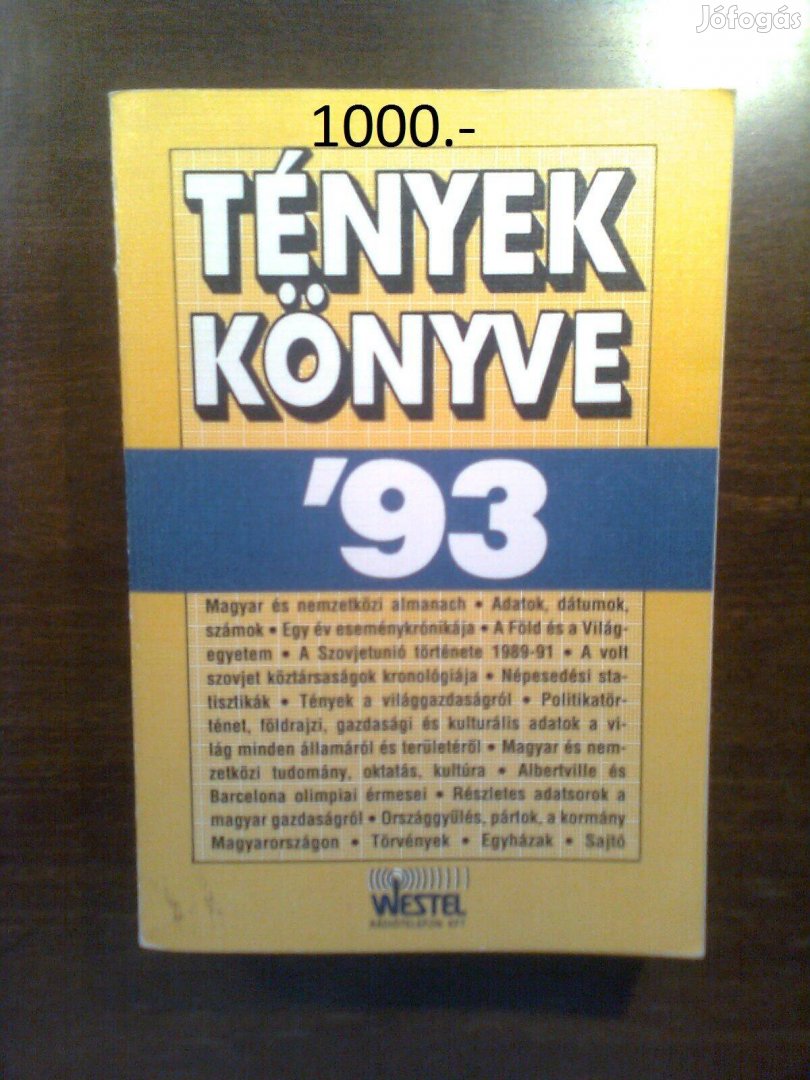 Jófogás
1000.-
TÉNYEK
KÖNYVE
'93
Magyar és nemzetközi almanach • Adatok, dátumok,
számok • Egy év eseménykrónikája • A Föld és a Világ-
egyetem • A Szovjetunió története 1989-91 • A volt
szovjet köztársaságok kronológiája • Népesedési sta-
tisztikák • Tények a világgazdaságról • Politikatör-
ténet, földrajzi, gazdasági és kulturális adatok a vi-
lág minden államáról és területéről • Magyar és nem-
zetközi tudomány, oktatás, kultúra • Albertville és
Barcelona olimpiai érmesei • Részletes adatsorok a
magyar gazdaságról • Országgyűlés, pártok, a kormány
Magyarországon • Törvények • Egyházak • Sajtó
WESTEL
RÁDIÓTELEFON KFT